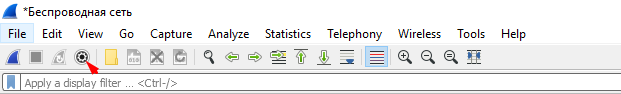 *Беспроводная сеть
File Edit View Go Capture Analyze Statistics Telephony Wireless Tools Help
Apply a display filter ... <Ctrl-/>